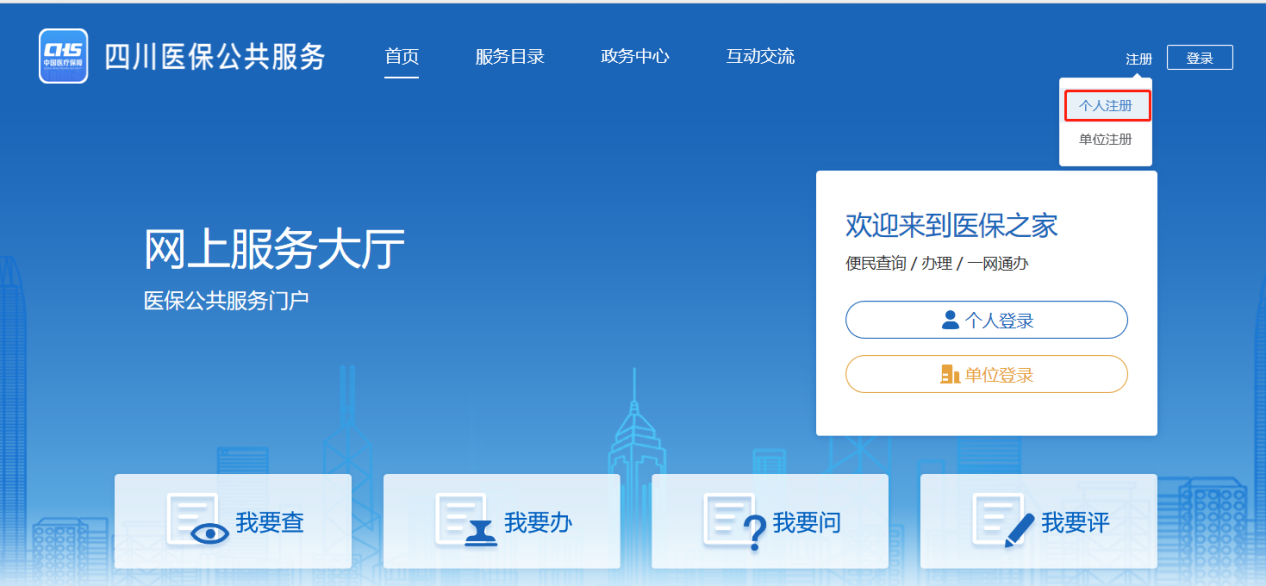 CHS
中国医疗保障
四川医保公共服务
首页
服务目录
政务中心
互动交流
注册
登录
个人注册
单位注册
欢迎来到医保之家
便民查询 / 办理 / 一网通办
个人登录
单位登录
网上服务大厅
医保公共服务门户
我要查
我要办
我要问
我要评